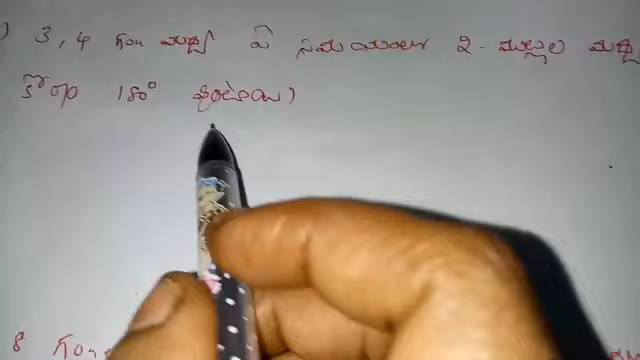 ) 3, 4 గంల మధ్య ఏ సమయంలో 2- ముల్లుల మధ్య
కోణం 180°
8 గం